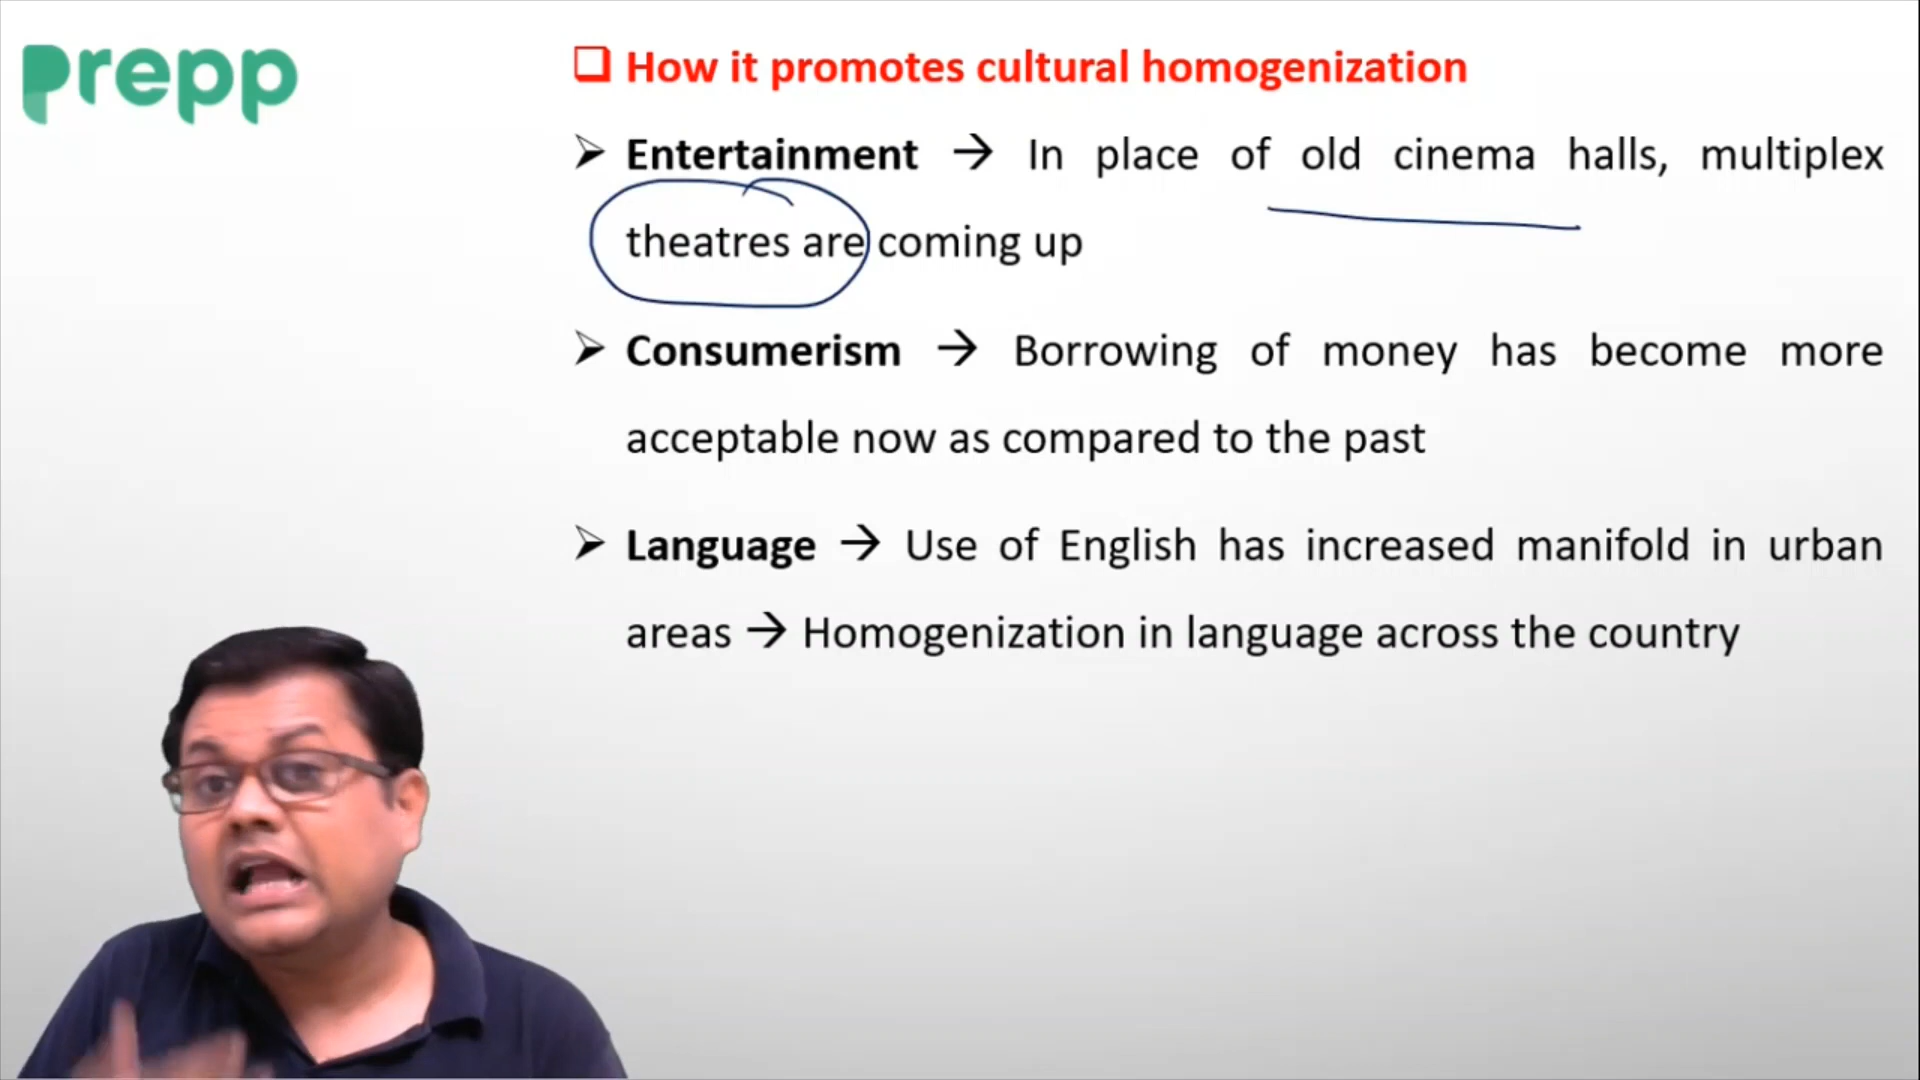 prepp
How it promotes cultural homogenization
Entertainment → In place of old cinema halls, multiplex
theatres are coming up
Consumerism → Borrowing of money has become more
acceptable now as compared to the past
Language → Use of English has increased manifold in urban
areas → Homogenization in language across the country